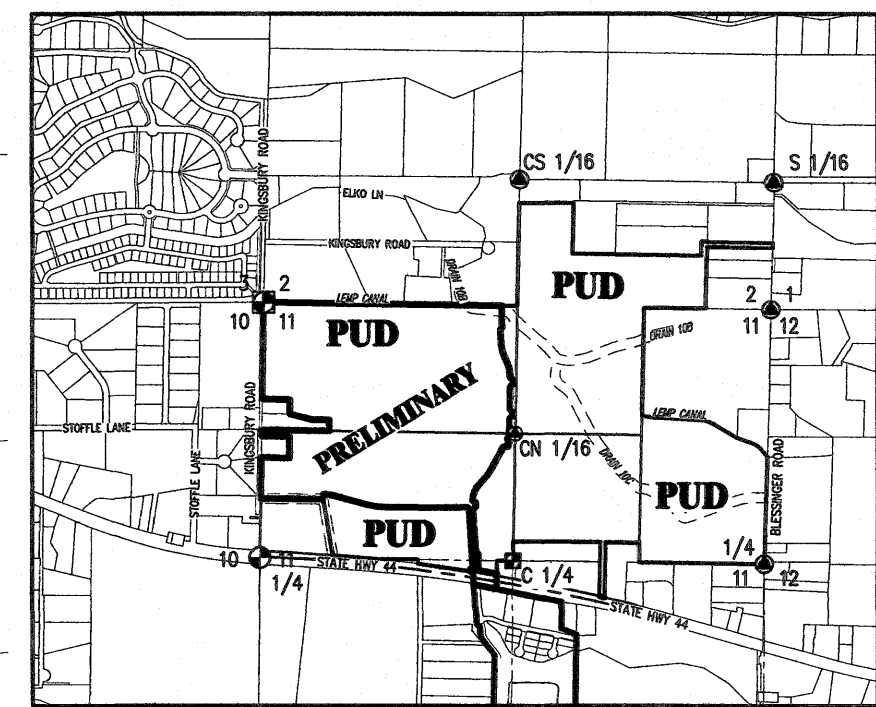 CS 1/16
S 1/16
KINGSBURY ROAD
ELKO LN
KINGSBURY ROAD
DRAIN 10B
PUD
3 2
LEMP CANAL
2 1
10 11
11 12
PUD
DRAIN 10B
PRELIMINARY
KINGSBURY ROAD
LEMP CANAL
STOFFLE LANE
CN 1/16
STOFFLE LANE
DRAIN 10C
PUD
BLESSINGER ROAD
PUD
1/4
10 11
STATE HWY 44
C 1/4
11 12
1/4
STATE HWY 44